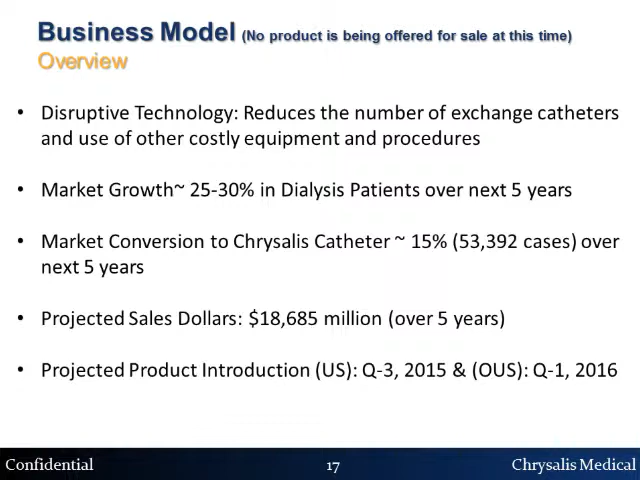 Business Model (No product is being offered for sale at this time)
Overview
• Disruptive Technology: Reduces the number of exchange catheters
and use of other costly equipment and procedures
• Market Growth~ 25-30% in Dialysis Patients over next 5 years
• Market Conversion to Chrysalis Catheter ~ 15% (53,392 cases) over
next 5 years
• Projected Sales Dollars: $18,685 million (over 5 years)
• Projected Product Introduction (US): Q-3, 2015 & (OUS): Q-1, 2016
Confidential 17 Chrysalis Medical